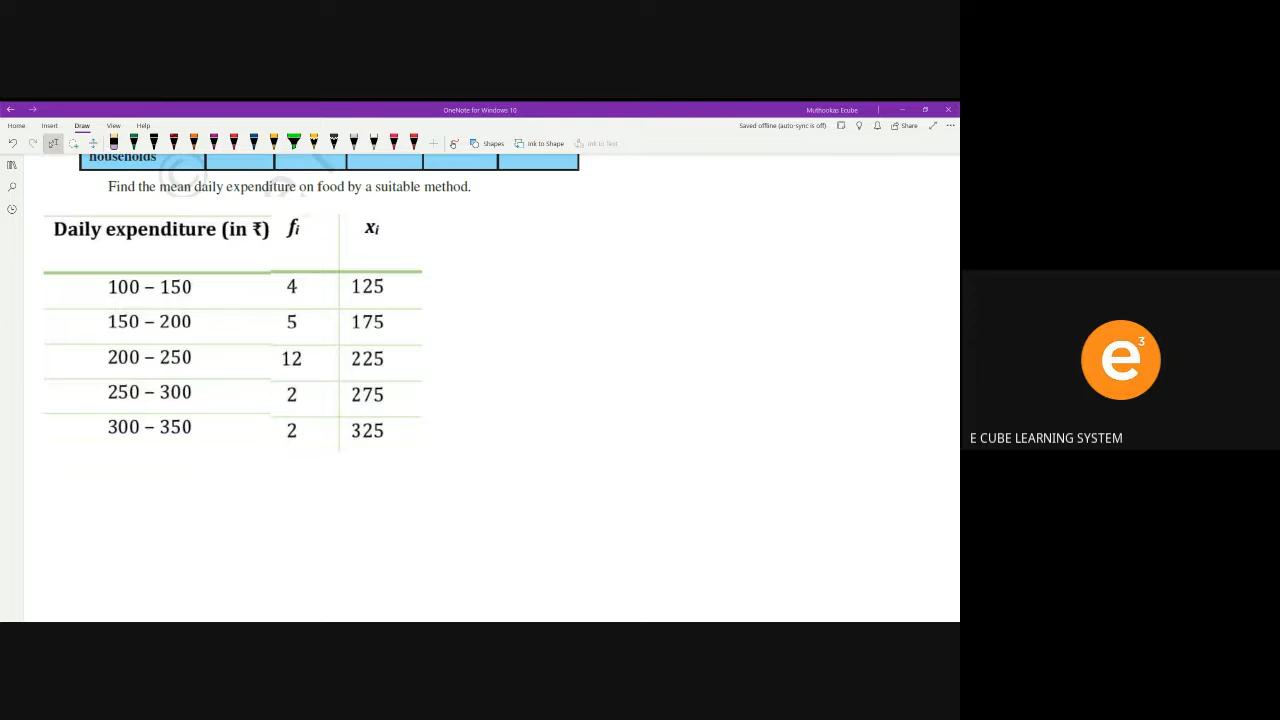 OneNote for Windows 10
Muthookas Ecube
Home Insert Draw View Help
Saved offline (auto-sync is off)
Share
Shapes
Ink to Shape
Ink to Text
households
Find the mean daily expenditure on food by a suitable method.
Daily expenditure (in ₹) fi xi
100 – 150 4 125
150 – 200 5 175
200 – 250 12 225
250 – 300 2 275
300 – 350 2 325
e3
E CUBE LEARNING SYSTEM